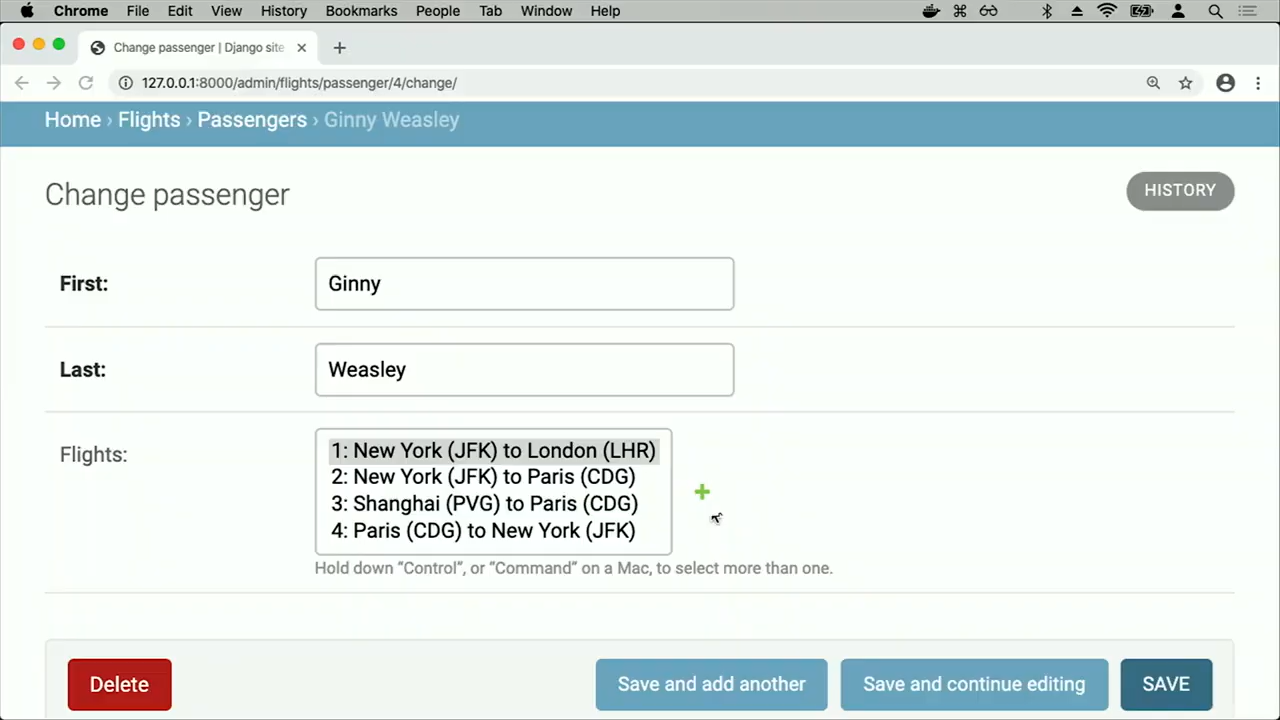 Chrome File Edit View History Bookmarks People Tab Window Help
Change passenger | Django site
127.0.0.1:8000/admin/flights/passenger/4/change/
Home › Flights › Passengers › Ginny Weasley
Change passenger
HISTORY
First:
Ginny
Last:
Weasley
Flights:
1: New York (JFK) to London (LHR)
2: New York (JFK) to Paris (CDG)
3: Shanghai (PVG) to Paris (CDG)
4: Paris (CDG) to New York (JFK)
Hold down “Control”, or “Command” on a Mac, to select more than one.
Delete
Save and add another
Save and continue editing
SAVE